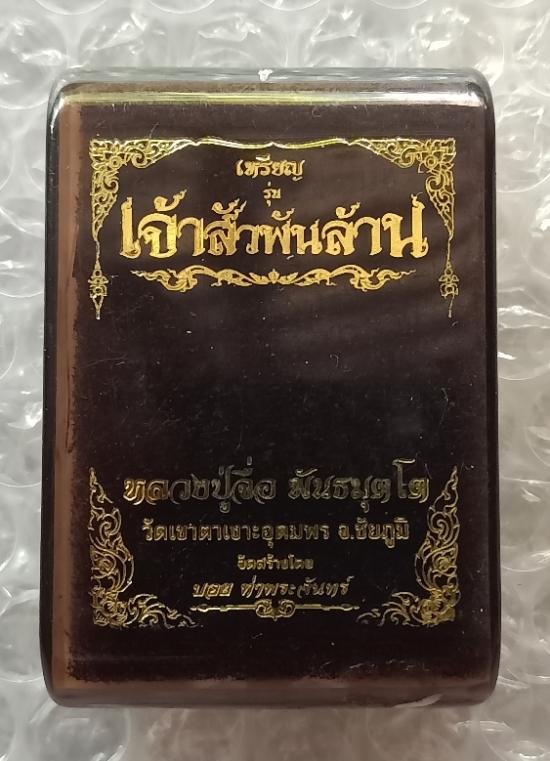 เหรียญ
รุ่น
เจ้าสัวพันล้าน
หลวงปู่จื่อ พันธมุตโต
วัดเขาตาเงาะอุดมพร จ.ชัยภูมิ
จัดสร้างโดย
บอย ท่าพระจันทร์